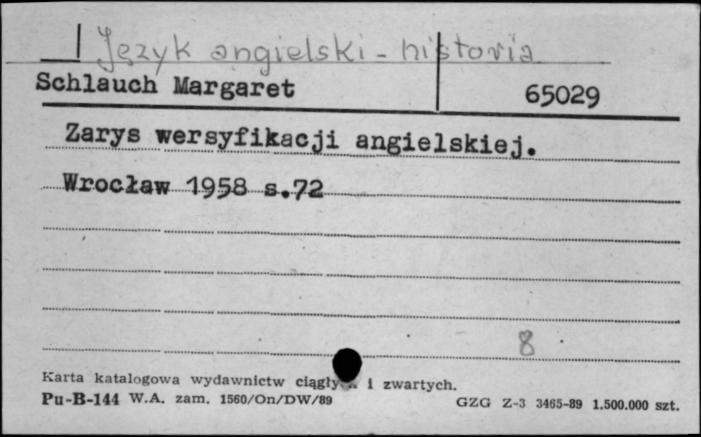 Język angielski - historia
Schlauch Margaret 65029
Zarys wersyfikacji angielskiej.
Wrocław 1958 s.72
8
Karta katalogowa wydawnictw i zwartych.
Pu-B-144 W.A. zam. 1560/On/DW/89 GZG Z-3 3465-89 1.500.000 szt.